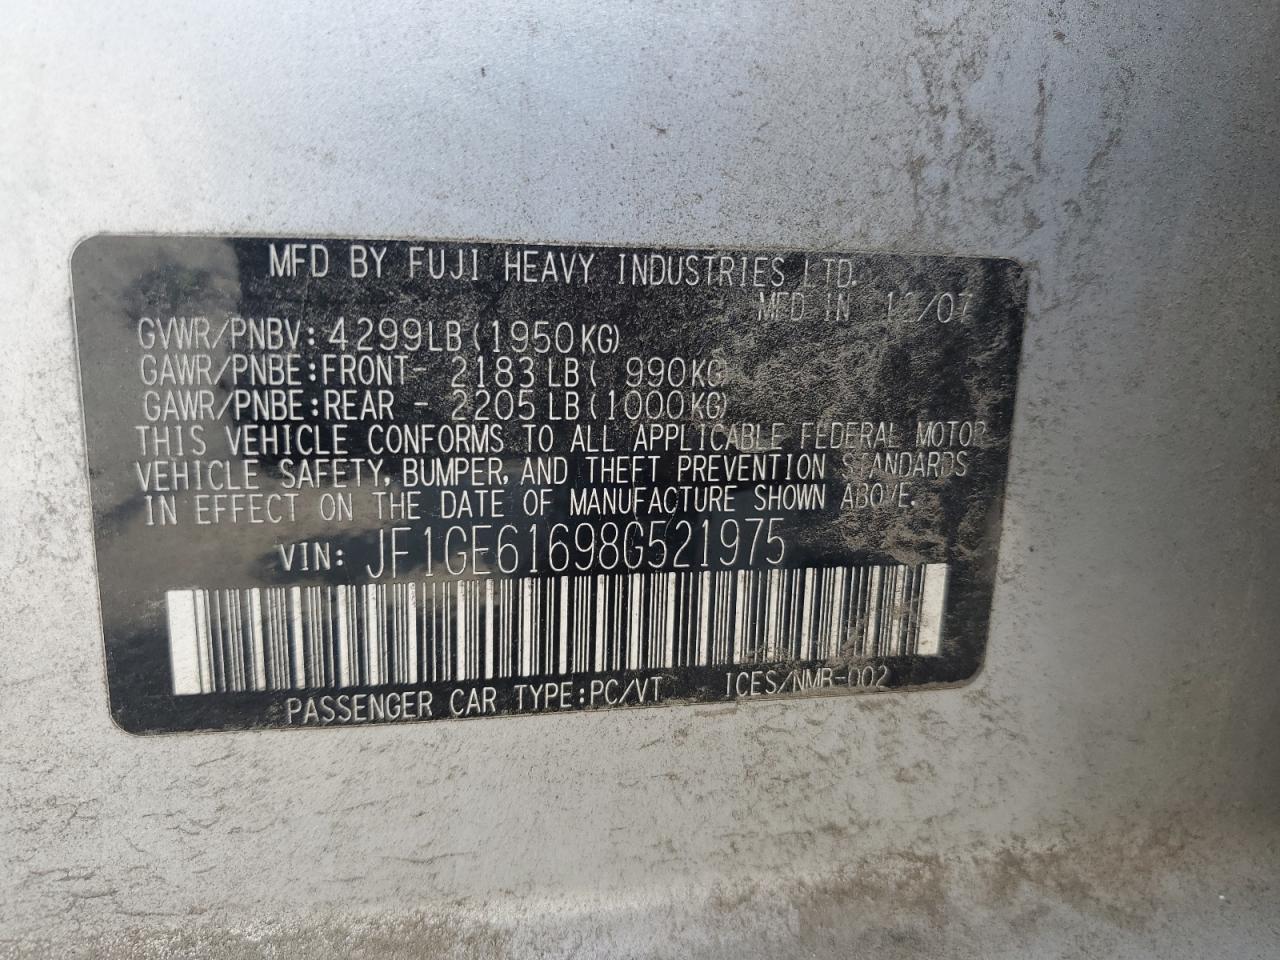 MFD BY FUJI HEAVY INDUSTRIES LTD.
MFD IN 12/07
GVWR/PNBV: 4299LB(1950KG)
GAWR/PNBE:FRONT- 2183LB( 990KG
GAWR/PNBE:REAR - 2205LB(1000KG)
THIS VEHICLE CONFORMS TO ALL APPLICABLE FEDERAL MOTOR
VEHICLE SAFETY, BUMPER, AND THEFT PREVENTION STANDARDS
IN EFFECT ON THE DATE OF MANUFACTURE SHOWN ABOVE.
VIN: JF1GE61698G521975
PASSENGER CAR TYPE:PC/VT ICES/NMB-002